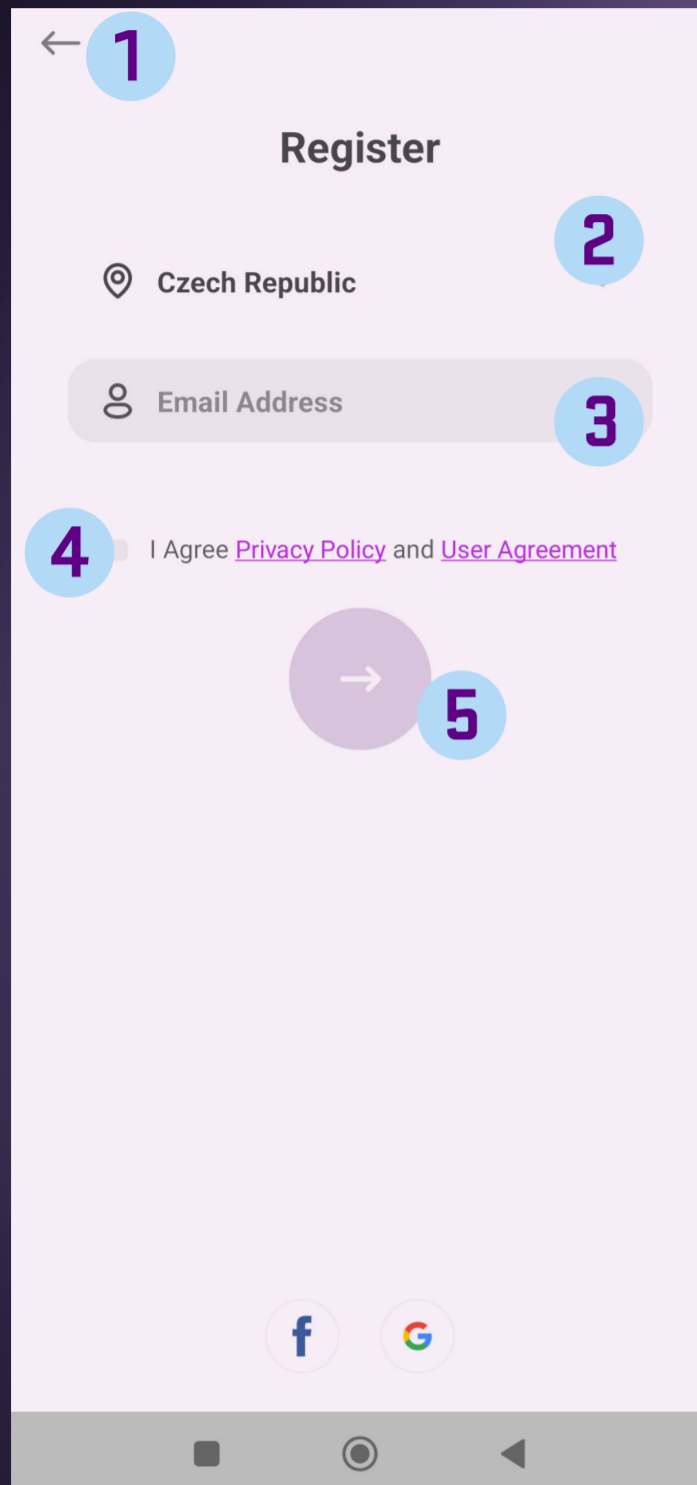 1
Register
2
Czech Republic
Email Address
3
4
I Agree Privacy Policy and User Agreement
5
f G